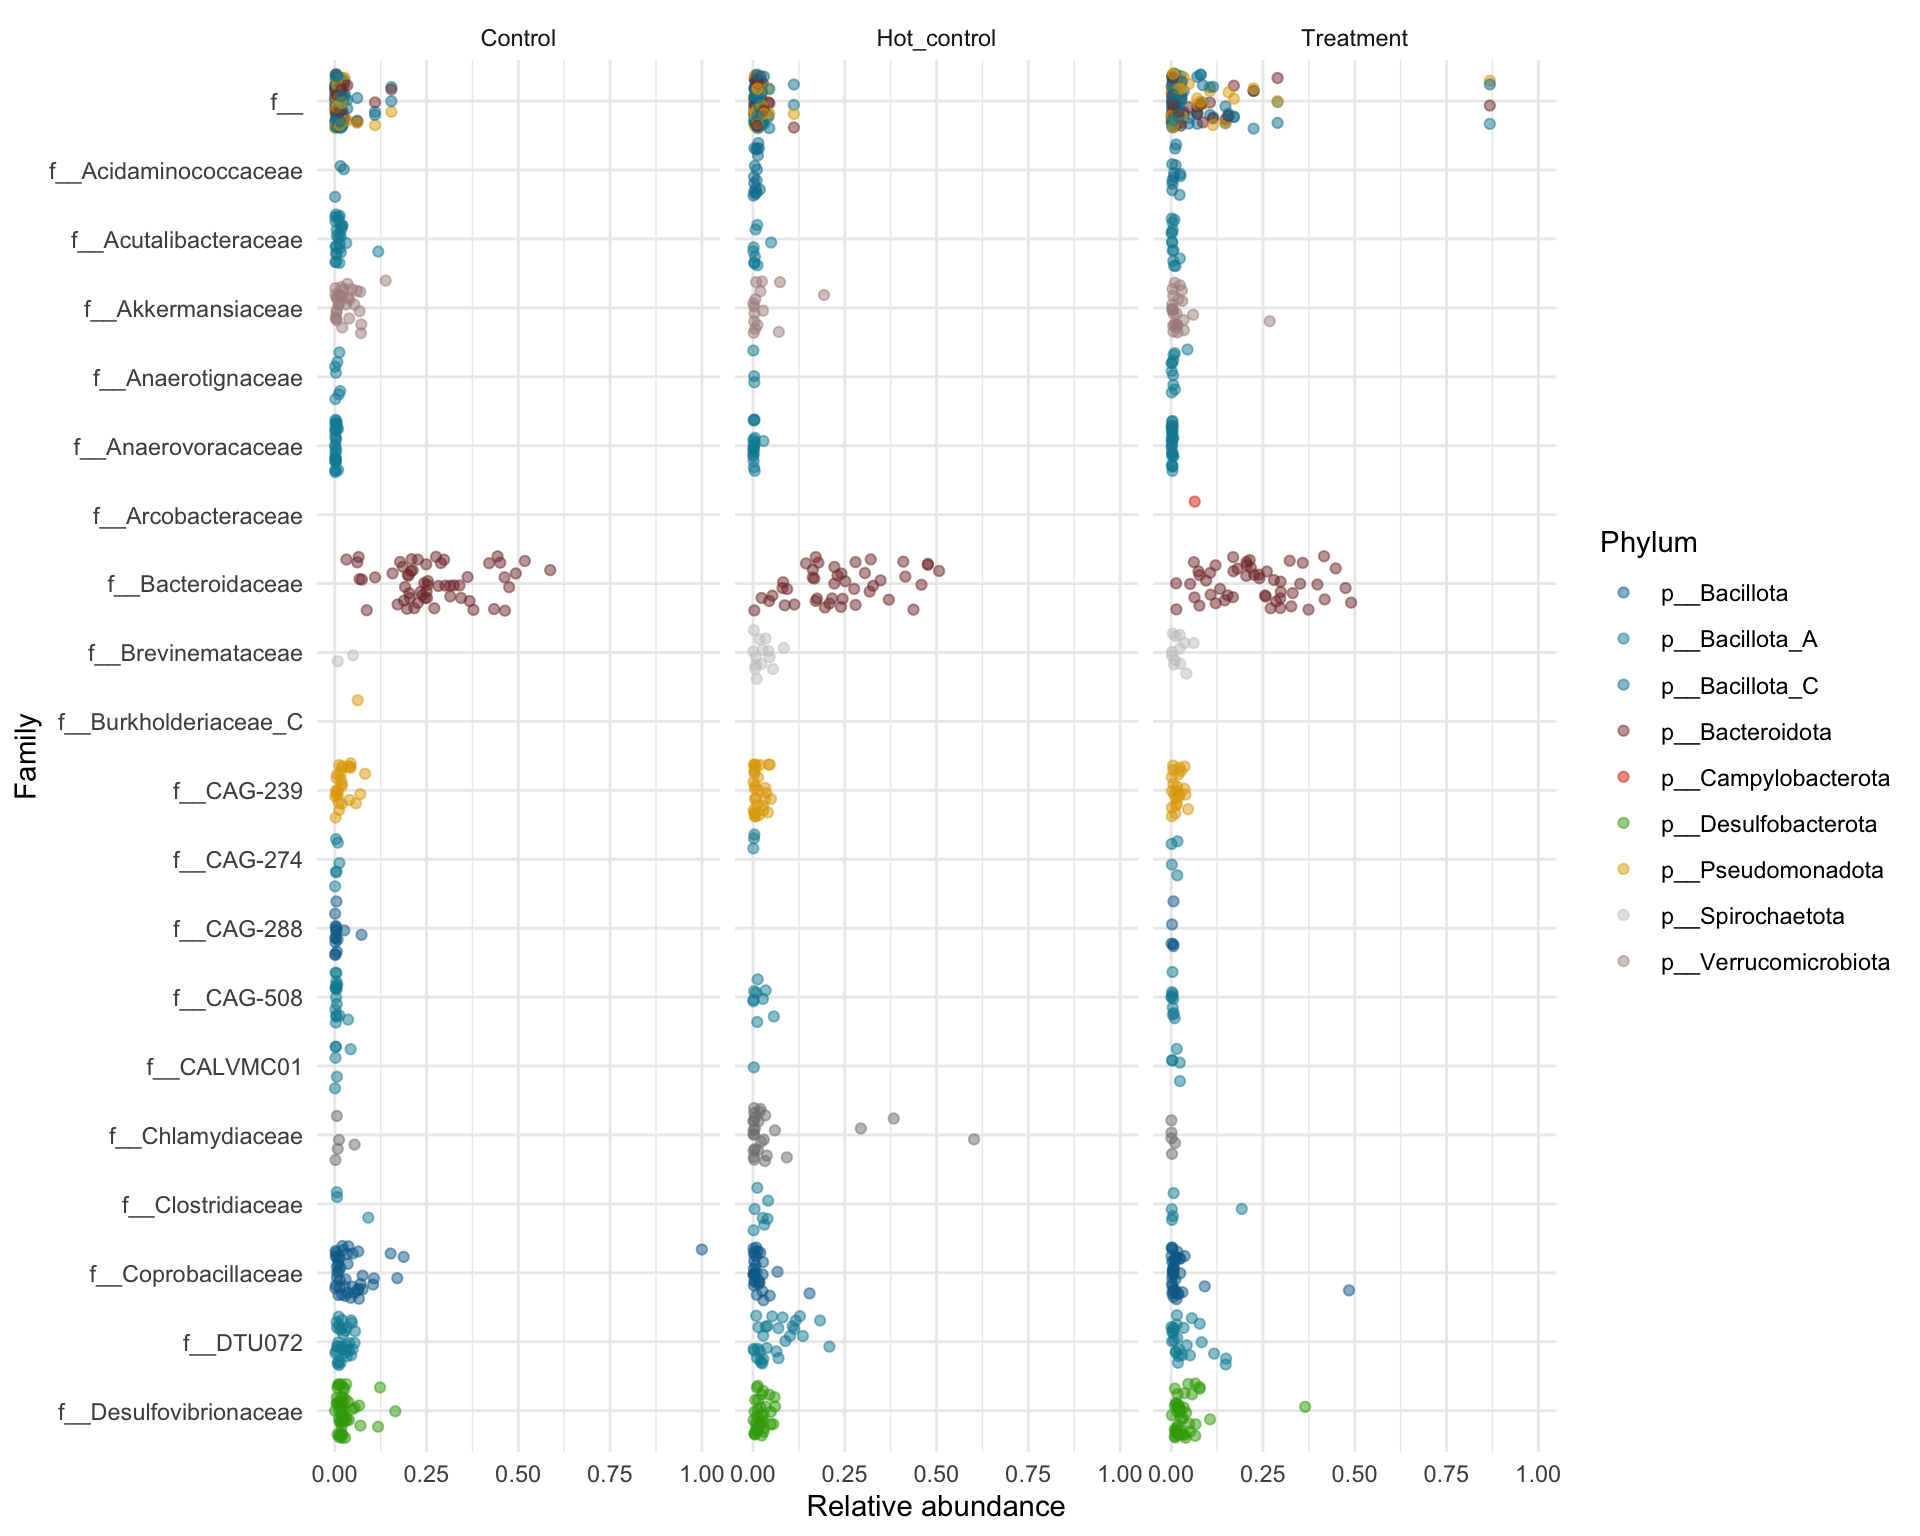 Control
Hot_control
Treatment
f__
f__Acidaminococcaceae
f__Acutalibacteraceae
f__Akkermansiaceae
f__Anaerotignaceae
f__Anaerovoracaceae
f__Arcobacteraceae
f__Bacteroidaceae
f__Brevinemataceae
f__Burkholderiaceae_C
f__CAG-239
f__CAG-274
f__CAG-288
f__CAG-508
f__CALVMC01
f__Chlamydiaceae
f__Clostridiaceae
f__Coprobacillaceae
f__DTU072
f__Desulfovibrionaceae
Family
0.00 0.25 0.50 0.75 1.00 0.00 0.25 0.50 0.75 1.00 0.00 0.25 0.50 0.75 1.00
Relative abundance
Phylum
p__Bacillota
p__Bacillota_A
p__Bacillota_C
p__Bacteroidota
p__Campylobacterota
p__Desulfobacterota
p__Pseudomonadota
p__Spirochaetota
p__Verrucomicrobiota